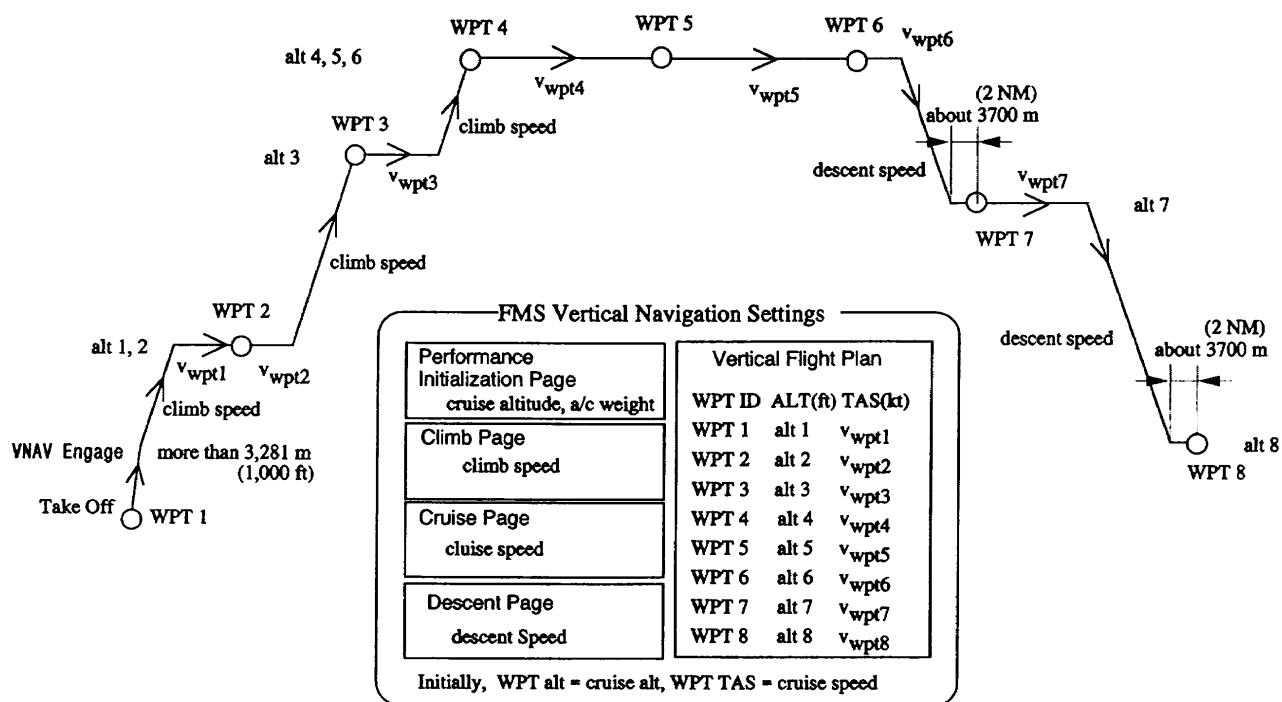 WPT 4
WPT 5
WPT 6
v_wpt6
alt 4, 5, 6
v_wpt4
v_wpt5
(2 NM)
about 3700 m
WPT 3
climb speed
alt 3
v_wpt3
descent speed
v_wpt7
alt 7
WPT 7
climb speed
WPT 2
alt 1, 2
v_wpt1
v_wpt2
climb speed
VNAV Engage
more than 3,281 m
(1,000 ft)
Take Off
WPT 1
descent speed
(2 NM)
about 3700 m
alt 8
WPT 8
FMS Vertical Navigation Settings
Performance
Initialization Page
cruise altitude, a/c weight
Climb Page
climb speed
Cruise Page
cluise speed
Descent Page
descent Speed
Vertical Flight Plan
WPT ID ALT(ft) TAS(kt)
WPT 1 alt 1 v_wpt1
WPT 2 alt 2 v_wpt2
WPT 3 alt 3 v_wpt3
WPT 4 alt 4 v_wpt4
WPT 5 alt 5 v_wpt5
WPT 6 alt 6 v_wpt6
WPT 7 alt 7 v_wpt7
WPT 8 alt 8 v_wpt8
Initially, WPT alt = cruise alt, WPT TAS = cruise speed